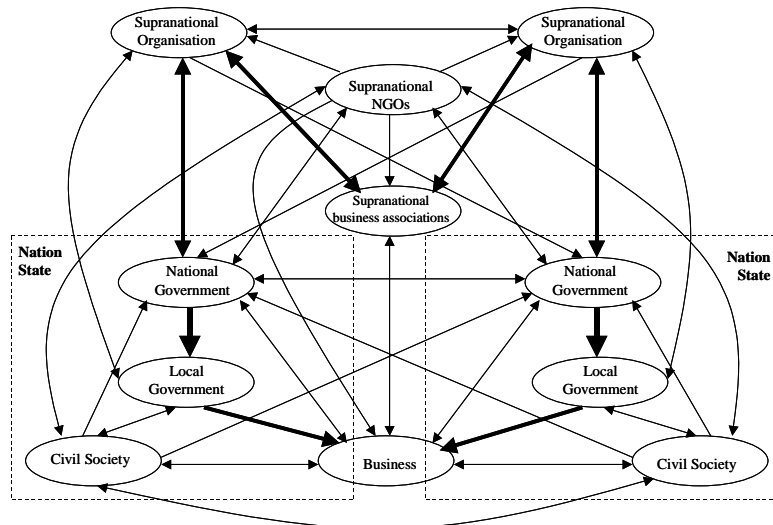 Supranational
Organisation
Supranational
Organisation
Supranational
NGOs
Supranational
business associations
Nation
State
Nation
State
National
Government
National
Government
Local
Government
Local
Government
Civil Society
Business
Civil Society